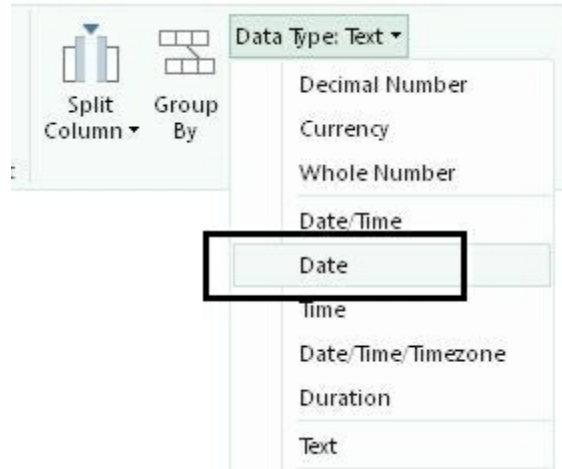 Data Type: Text
Split Column
Group By
Decimal Number
Currency
Whole Number
Date/Time
Date
Time
Date/Time/Timezone
Duration
Text